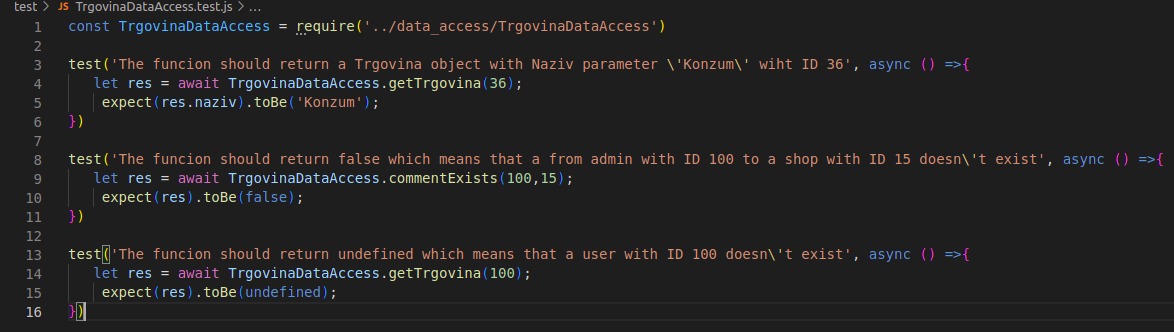 test > JS TrgovinaDataAccess.test.js > ...
1 const TrgovinaDataAccess = require('../data_access/TrgovinaDataAccess')
2
3 test('The funcion should return a Trgovina object with Naziv parameter \'Konzum\' wiht ID 36', async () =>{
4 let res = await TrgovinaDataAccess.getTrgovina(36);
5 expect(res.naziv).toBe('Konzum');
6 })
7
8 test('The funcion should return false which means that a from admin with ID 100 to a shop with ID 15 doesn\'t exist', async () =>{
9 let res = await TrgovinaDataAccess.commentExists(100,15);
10 expect(res).toBe(false);
11 })
12
13 test('The funcion should return undefined which means that a user with ID 100 doesn\'t exist', async () =>{
14 let res = await TrgovinaDataAccess.getTrgovina(100);
15 expect(res).toBe(undefined);
16 })